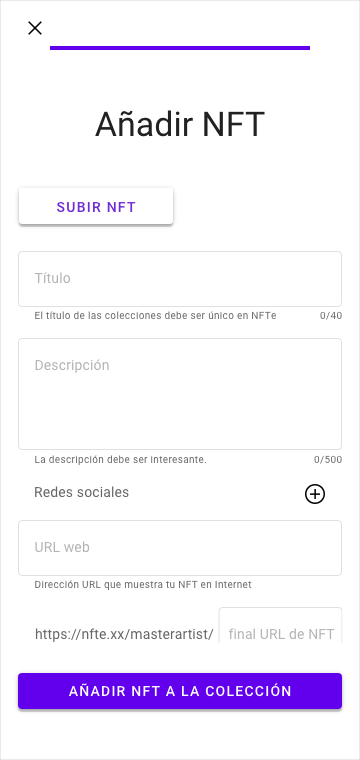 Añadir NFT
SUBIR NFT
Título
El título de las colecciones debe ser único en NFTe
0/40
Descripción
La descripción debe ser interesante.
0/500
Redes sociales
URL web
Dirección URL que muestra tu NFT en Internet
https://nfte.xx/masterartist/
final URL de NFT
AÑADIR NFT A LA COLECCIÓN